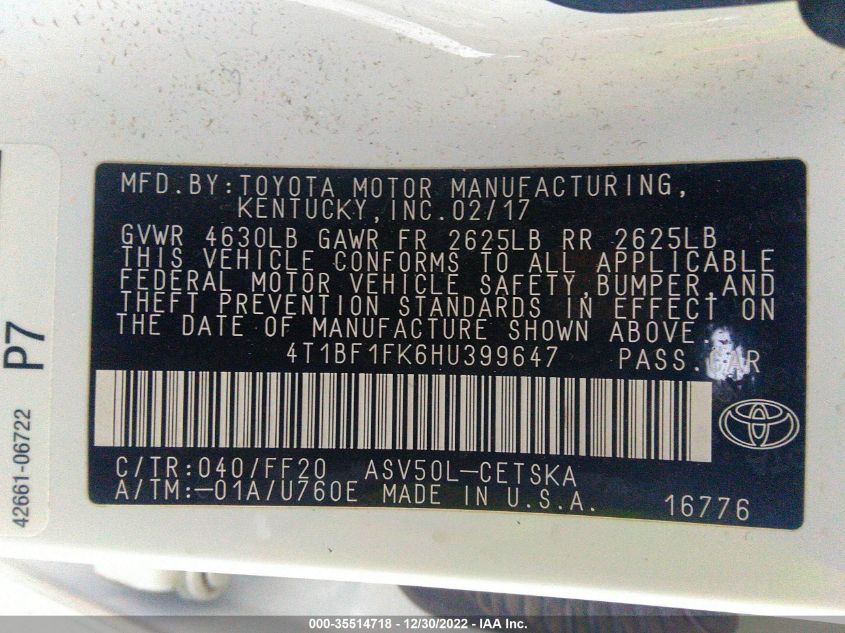 MFD.BY:TOYOTA MOTOR MANUFACTURING,
KENTUCKY,INC.02/17
GVWR 4630LB GAWR FR 2625LB RR 2625LB
THIS VEHICLE CONFORMS TO ALL APPLICABLE
FEDERAL MOTOR VEHICLE SAFETY,BUMPER,AND
THEFT PREVENTION STANDARDS IN EFFECT ON
THE DATE OF MANUFACTURE SHOWN ABOVE.
4T1BF1FK6HU399647 PASS.CAR
C/TR:040/FF20 ASV50L-CETSKA
A/TM:-01A/U760E MADE IN U.S.A. 16776
P7
42661-06722
000-35514718 - 12/30/2022 - IAA Inc.